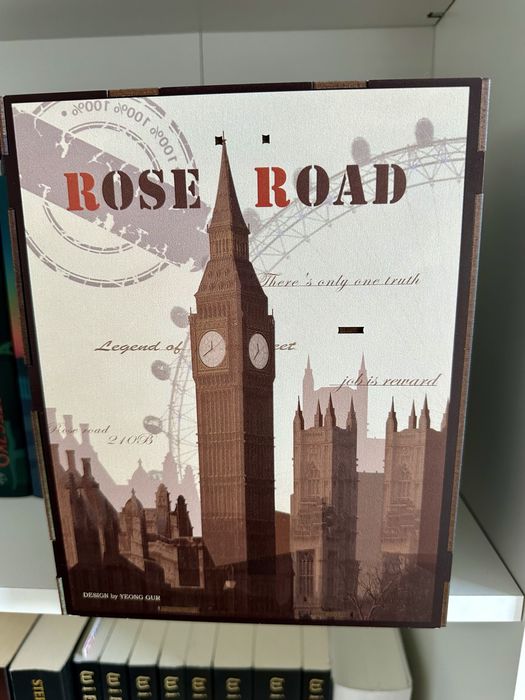 100% 100% 100%
ROSE ROAD
There's only one truth
Legend of eet
job is reward
Rose road
210B
DESIGN by YEONG GUR